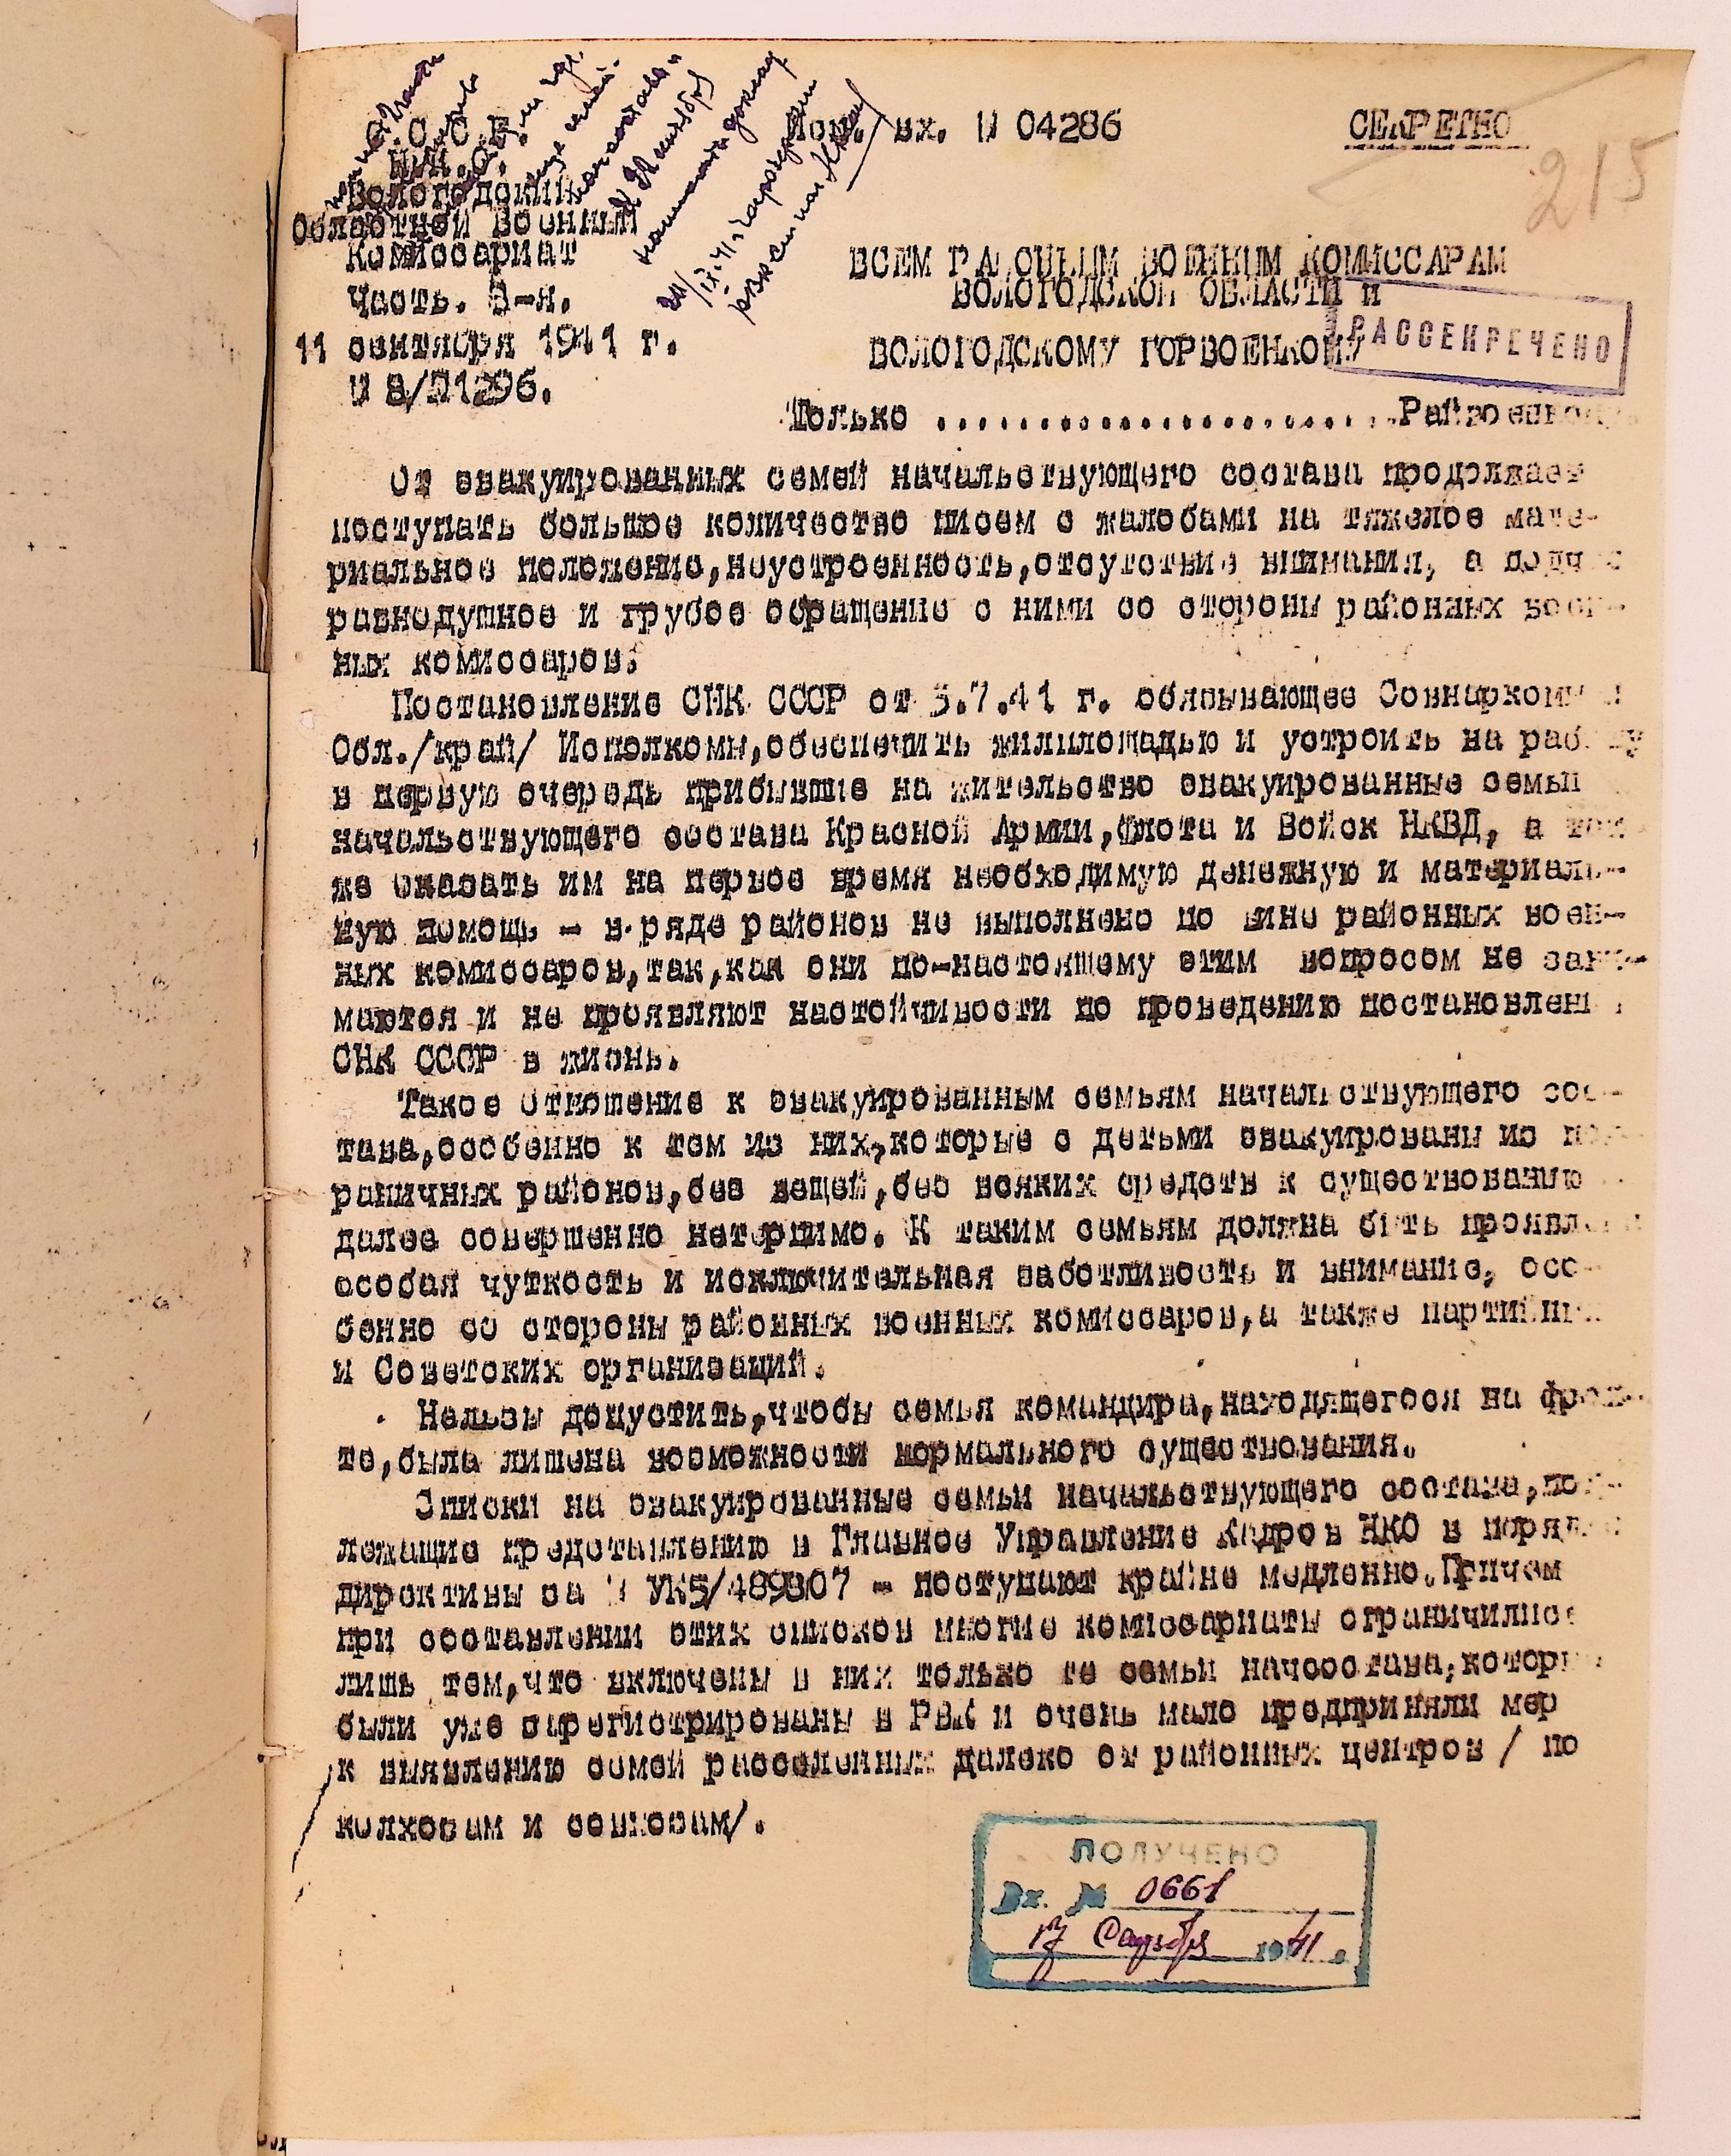 С.С.С.Р.
Н.К.О.
Вологодский
Областной Военный
Комиссариат
Часть. 3-я.
11 сентября 1941 г.
вх. № 04286
СЕКРЕТНО
215
ВСЕМ РАЙОННЫМ ВОЕННЫМ КОМИССАРАМ
ВОЛОГОДСКОЙ ОБЛАСТИ и
ВОЛОГОДСКОМУ ГОРВОЕНКОМУ
РАССЕКРЕЧЕНО
Только ........................Райвоенкому
От эвакуированных семей начальствующего состава продолжает
поступать большое количество писем с жалобами на тяжелое мате-
риальное положение,неустроенность,отсутствие внимания, а подчас
равнодушное и грубое обращение с ними со стороны районных воен-
ных комиссаров.
Постановление СНК СССР от 3.7.41 г. обязывающее Совнаркомы и
Обл./край/ Исполкомы,обеспечить жилплощадью и устроить на работу
в первую очередь прибывшие на жительство эвакуированные семьи
начальствующего состава Красной Армии,Флота и Войск НКВД, а так
же оказать им на первое время необходимую денежную и материаль-
ную помощь - в ряде районов не выполнено по вине районных воен-
ных комиссаров,так,как они по-настоящему этим вопросом не зани-
маются и не проявляют настойчивости по проведению постановления
СНК СССР в жизнь.
Такое отношение к эвакуированным семьям начальствующего сос-
тава,особенно к тем из них,которые с детьми эвакуированы из пог-
раничных районов,без вещей,без всяких средств к существованию
далее совершенно нетерпимо. К таким семьям должна быть проявлена
особая чуткость и исключительная заботливость и внимание, осо-
бенно со стороны районных военных комиссаров,а также партийных
и Советских организаций.
Нельзя допустить,чтобы семья командира,находящегося на фрон-
те,была лишена возможности нормального существования.
Списки на эвакуированные семьи начальствующего состава,под-
лежащие представлению в Главное Управление Кадров НКО в порядке
директивы за № УК5/489807 - поступают крайне медленно.Причем
при составлении этих списков многие комиссариаты ограничились
лишь тем,что включены в них только те семьи начсостава,которые
были уже зарегистрированы в РВК и очень мало предприняли мер
к выявлению семей расселенных далеко от районных центров / по
колхозам и совхозам/.
ПОЛУЧЕНО
Вх. № 0661
17 Сентября 1941 г.